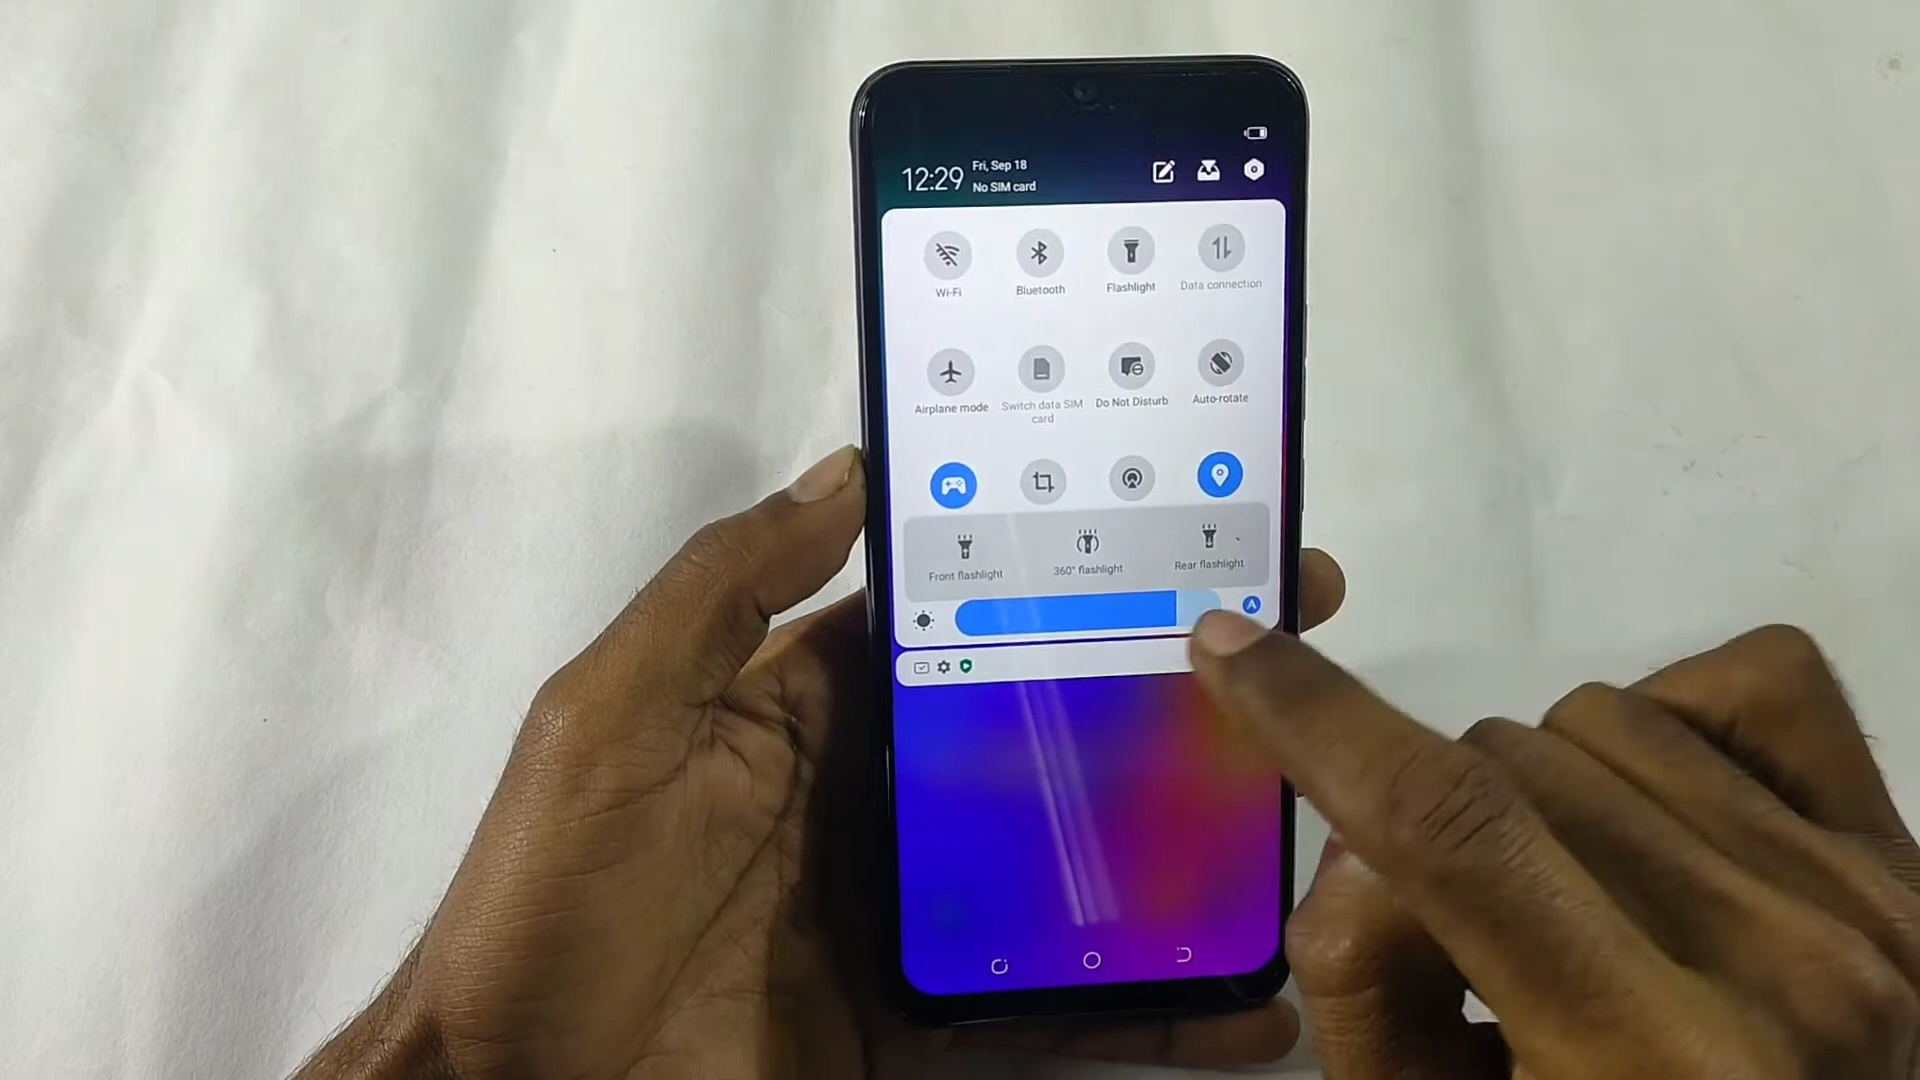 12:29
Fri, Sep 18
No SIM card
Wi-Fi
Bluetooth
Flashlight
Data connection
Airplane mode
Switch data SIM
card
Do Not Disturb
Auto-rotate
Front flashlight
360° flashlight
Rear flashlight
A